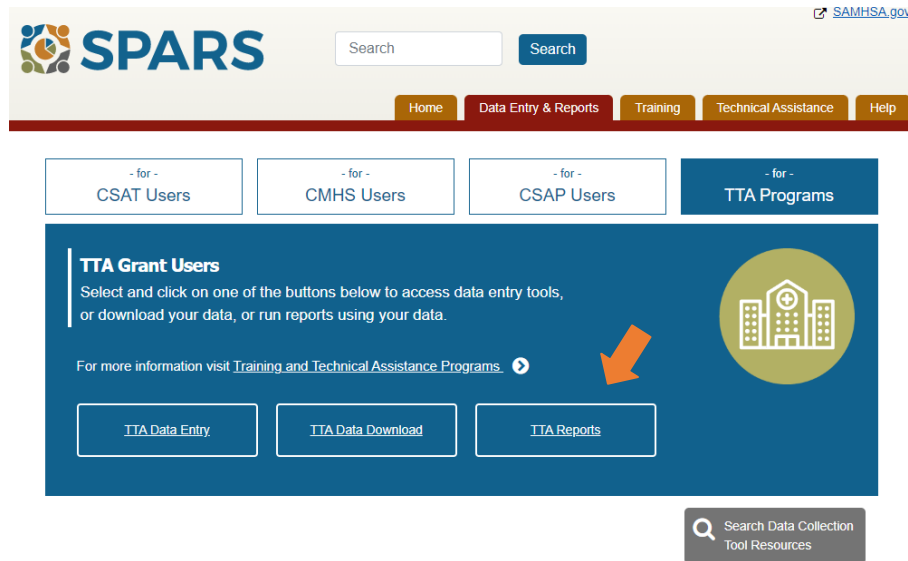 SAMHSA.gov
SPARS
Search
Search
Home
Data Entry & Reports
Training
Technical Assistance
Help
- for -
CSAT Users
- for -
CMHS Users
- for -
CSAP Users
- for -
TTA Programs
TTA Grant Users
Select and click on one of the buttons below to access data entry tools,
or download your data, or run reports using your data.
For more information visit Training and Technical Assistance Programs
TTA Data Entry
TTA Data Download
TTA Reports
Search Data Collection
Tool Resources